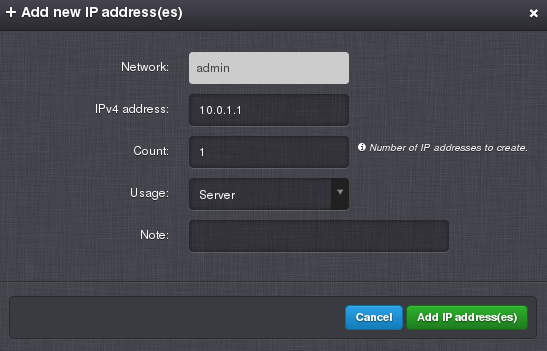 + Add new IP address(es)
Network: admin
IPv4 address: 10.0.1.1
Count: 1 Number of IP addresses to create.
Usage: Server
Note:
Cancel Add IP address(es)